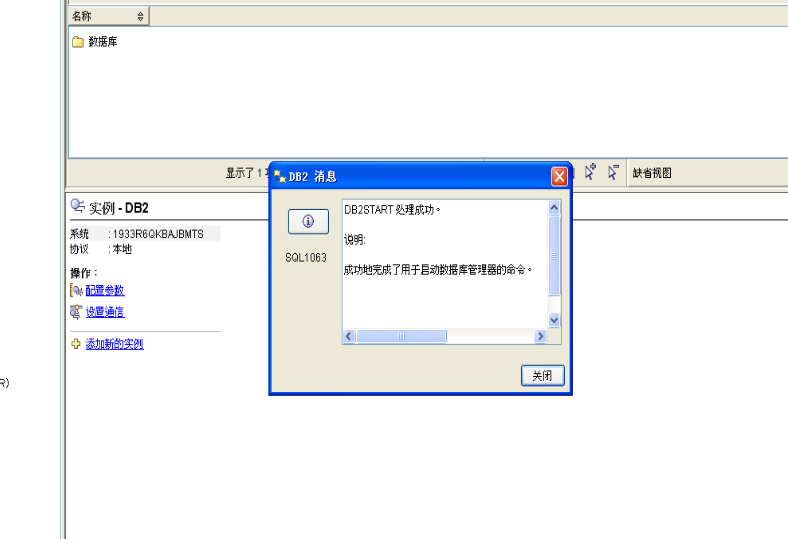 名称
数据库
显示了 1
缺省视图
DB2 消息
DB2START 处理成功。
说明:
成功地完成了用于启动数据库管理器的命令。
SQL1063
关闭
实例 - DB2
系统 :1933R6QKBAJBMTS
协议 :本地
操作:
配置参数
设置通信
添加新的实例
R)